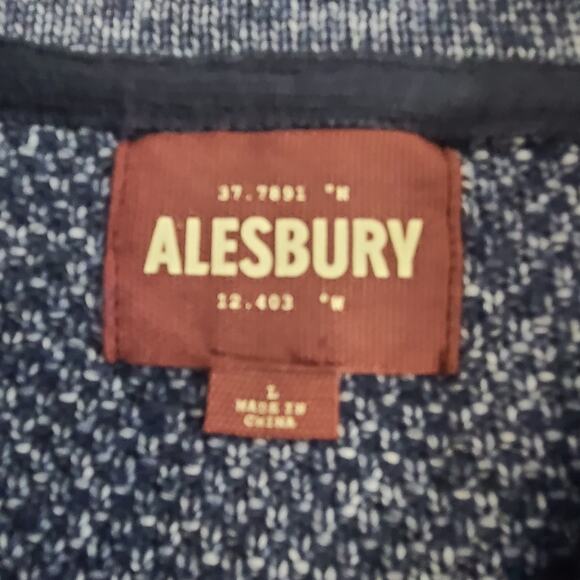 37.7891 °N
ALESBURY
12.403 °W
L
MADE IN
CHINA